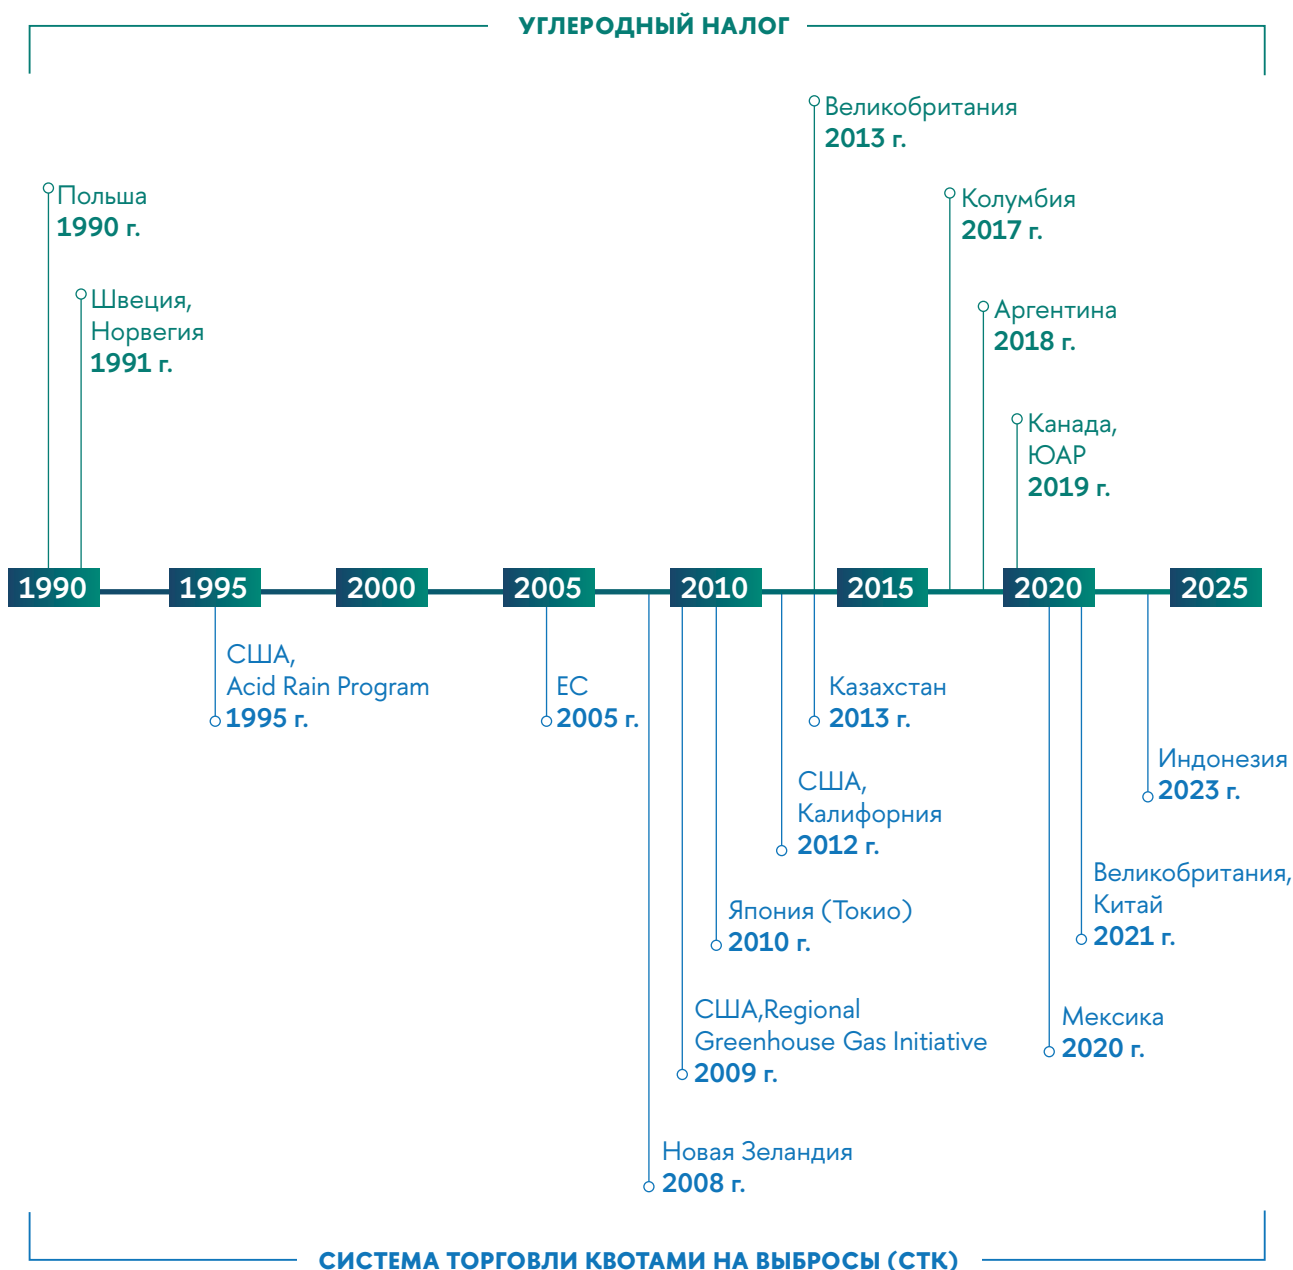 УГЛЕРОДНЫЙ НАЛОГ
Великобритания
2013 г.
Польша
1990 г.
Колумбия
2017 г.
Швеция,
Норвегия
1991 г.
Аргентина
2018 г.
Канада,
ЮАР
2019 г.
1990
1995
2000
2005
2010
2015
2020
2025
США,
Acid Rain Program
1995 г.
ЕС
2005 г.
Казахстан
2013 г.
Индонезия
2023 г.
США,
Калифорния
2012 г.
Великобритания,
Китай
2021 г.
Япония (Токио)
2010 г.
США,Regional
Greenhouse Gas Initiative
2009 г.
Мексика
2020 г.
Новая Зеландия
2008 г.
СИСТЕМА ТОРГОВЛИ КВОТАМИ НА ВЫБРОСЫ (СТК)